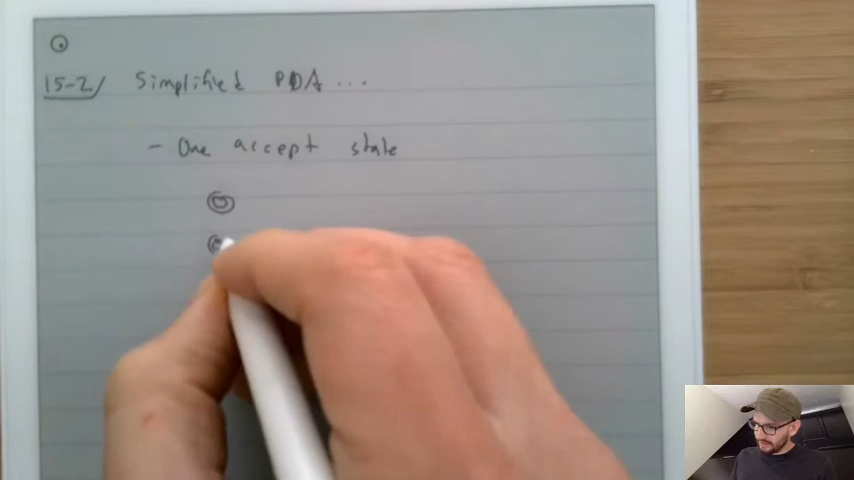 15-2/ Simplified PDA ...
- One accept state